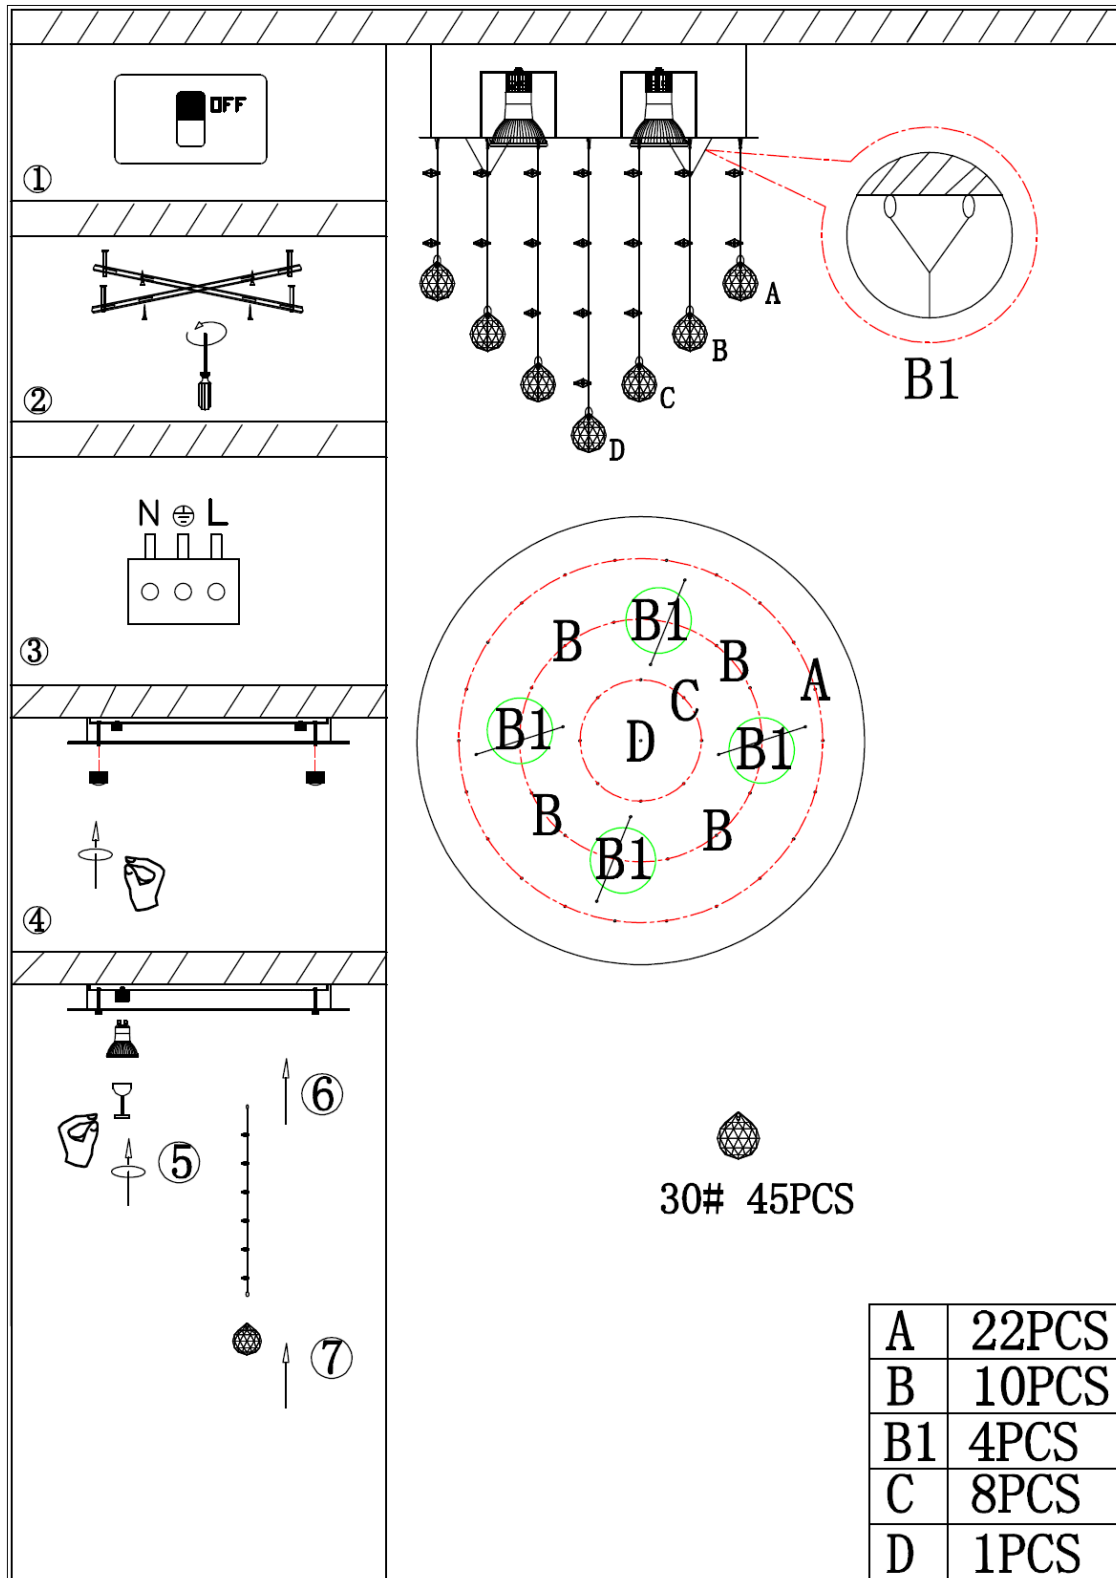 OFF
①
②
N L
③
④
⑤
⑥
⑦
A
B
C
D
B1
B1
B
B
A
C
B1
D
B1
B
B
B1
30# 45PCS
A 22PCS
B 10PCS
B1 4PCS
C 8PCS
D 1PCS